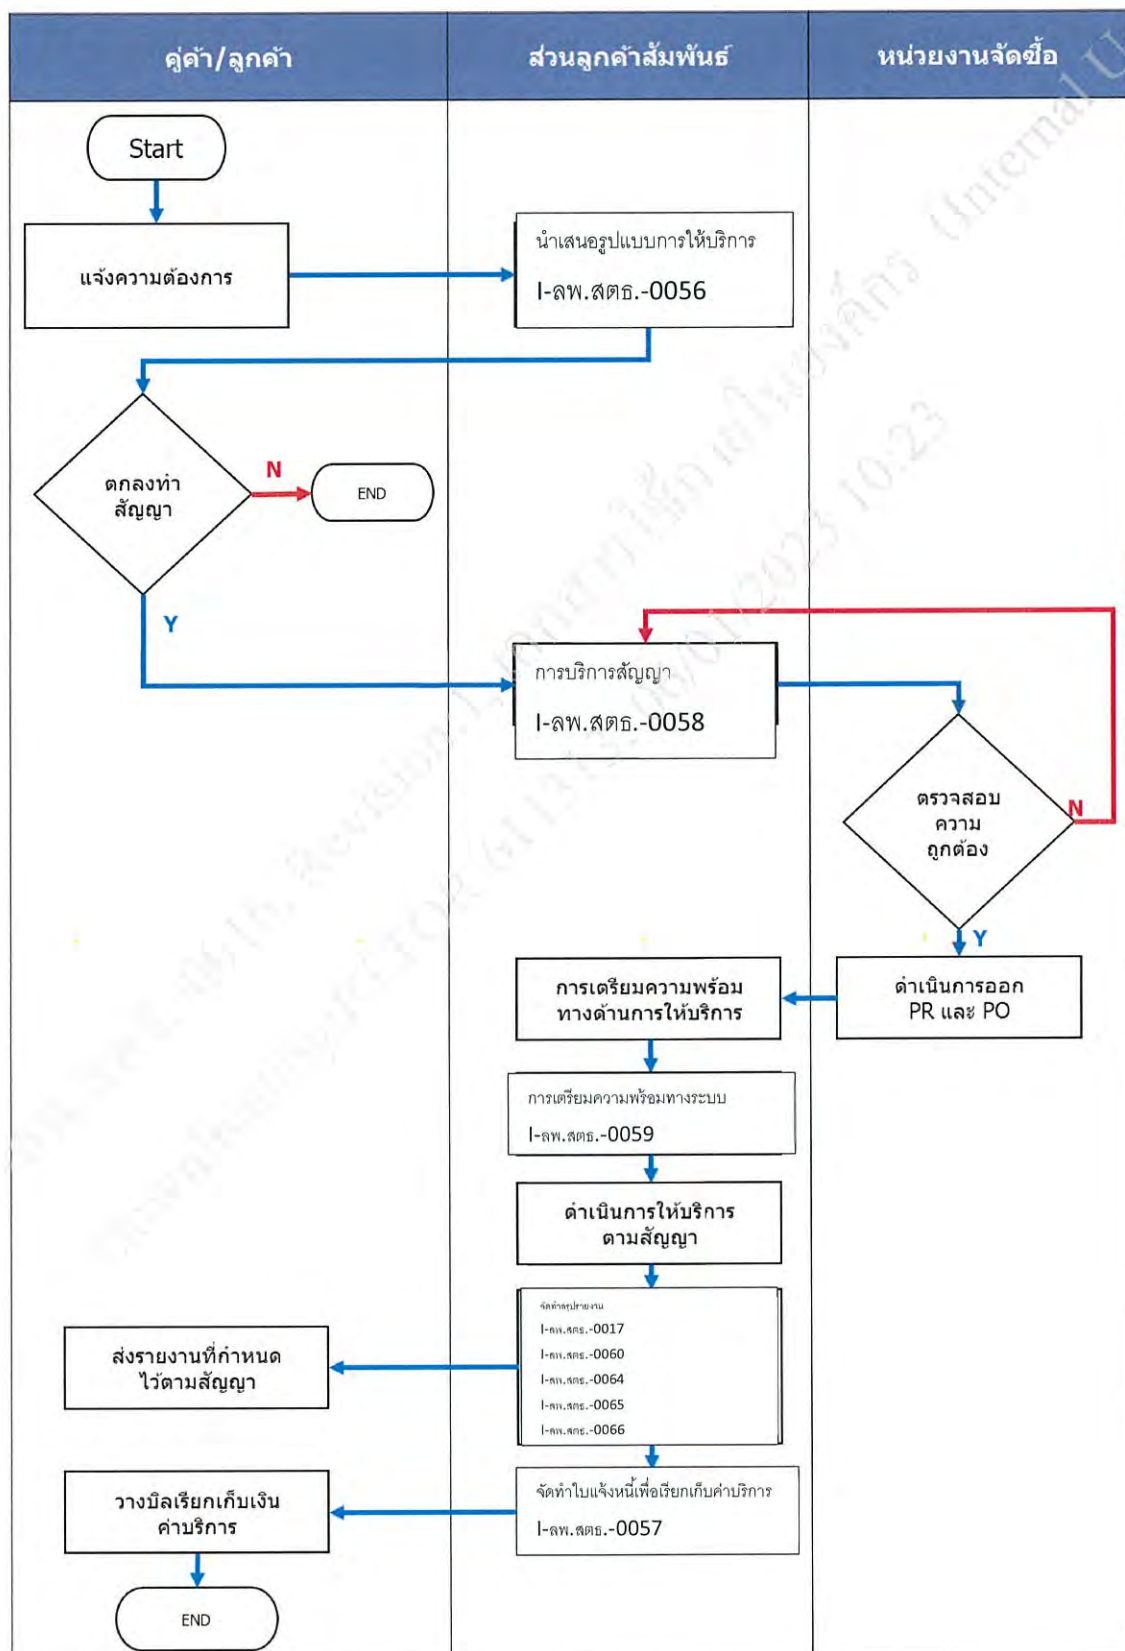 คู่ค้า/ลูกค้า
ส่วนลูกค้าสัมพันธ์
หน่วยงานจัดซื้อ
Start
แจ้งความต้องการ
นำเสนอรูปแบบการให้บริการ
I-ลพ.สตธ.-0056
ตกลงทำ
สัญญา
N
END
Y
การบริการสัญญา
I-ลพ.สตธ.-0058
ตรวจสอบ
ความ
ถูกต้อง
N
Y
ดำเนินการออก
PR และ PO
การเตรียมความพร้อม
ทางด้านการให้บริการ
การเตรียมความพร้อมทางระบบ
I-ลพ.สตธ.-0059
ดำเนินการให้บริการ
ตามสัญญา
จัดทำสรุปรายงาน
I-ลพ.สตธ.-0017
I-ลพ.สตธ.-0060
I-ลพ.สตธ.-0064
I-ลพ.สตธ.-0065
I-ลพ.สตธ.-0066
ส่งรายงานที่กำหนด
ไว้ตามสัญญา
จัดทำใบแจ้งหนี้เพื่อเรียกเก็บค่าบริการ
I-ลพ.สตธ.-0057
วางบิลเรียกเก็บเงิน
ค่าบริการ
END